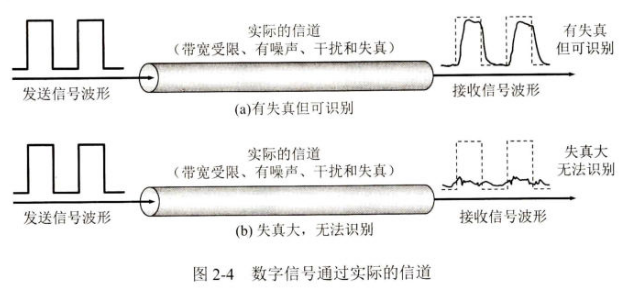 实际的信道
（带宽受限、有噪声、干扰和失真）
有失真
但可识别
发送信号波形
接收信号波形
(a)有失真但可识别
实际的信道
（带宽受限、有噪声、干扰和失真）
失真大
无法识别
发送信号波形
接收信号波形
(b) 失真大，无法识别
图 2-4 数字信号通过实际的信道